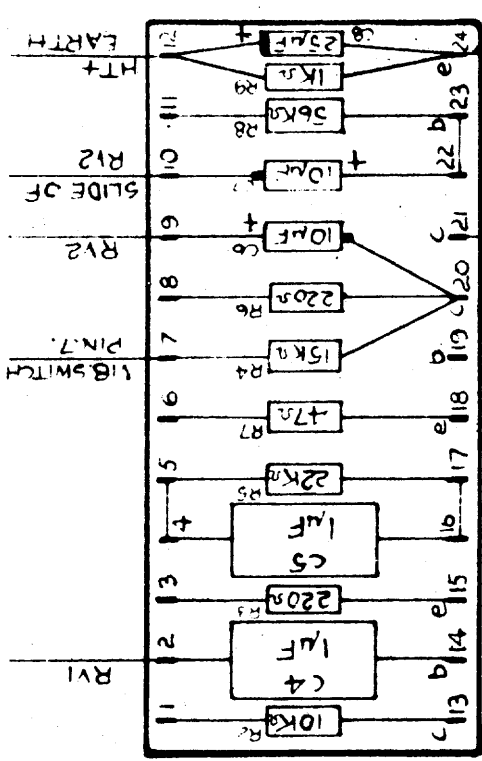 13 c 10KΩ R2 1
C4
14 b 1µF 2 RV1
15 e 220Ω R3 3
C5
16 1µF + 4
17 22KΩ R5 5
18 e 47Ω R7 6
VIB.SWITCH
19 b 15KΩ R4 7 PIN.7.
20 c 220Ω R6 8
21 c 10µF C6 + 9 RV2
SLIDE OF
22 + 10µF 10 RV2
23 b 56KΩ R8 11
24 e 1KΩ R9 12 HT+
C8 25µF + EARTH